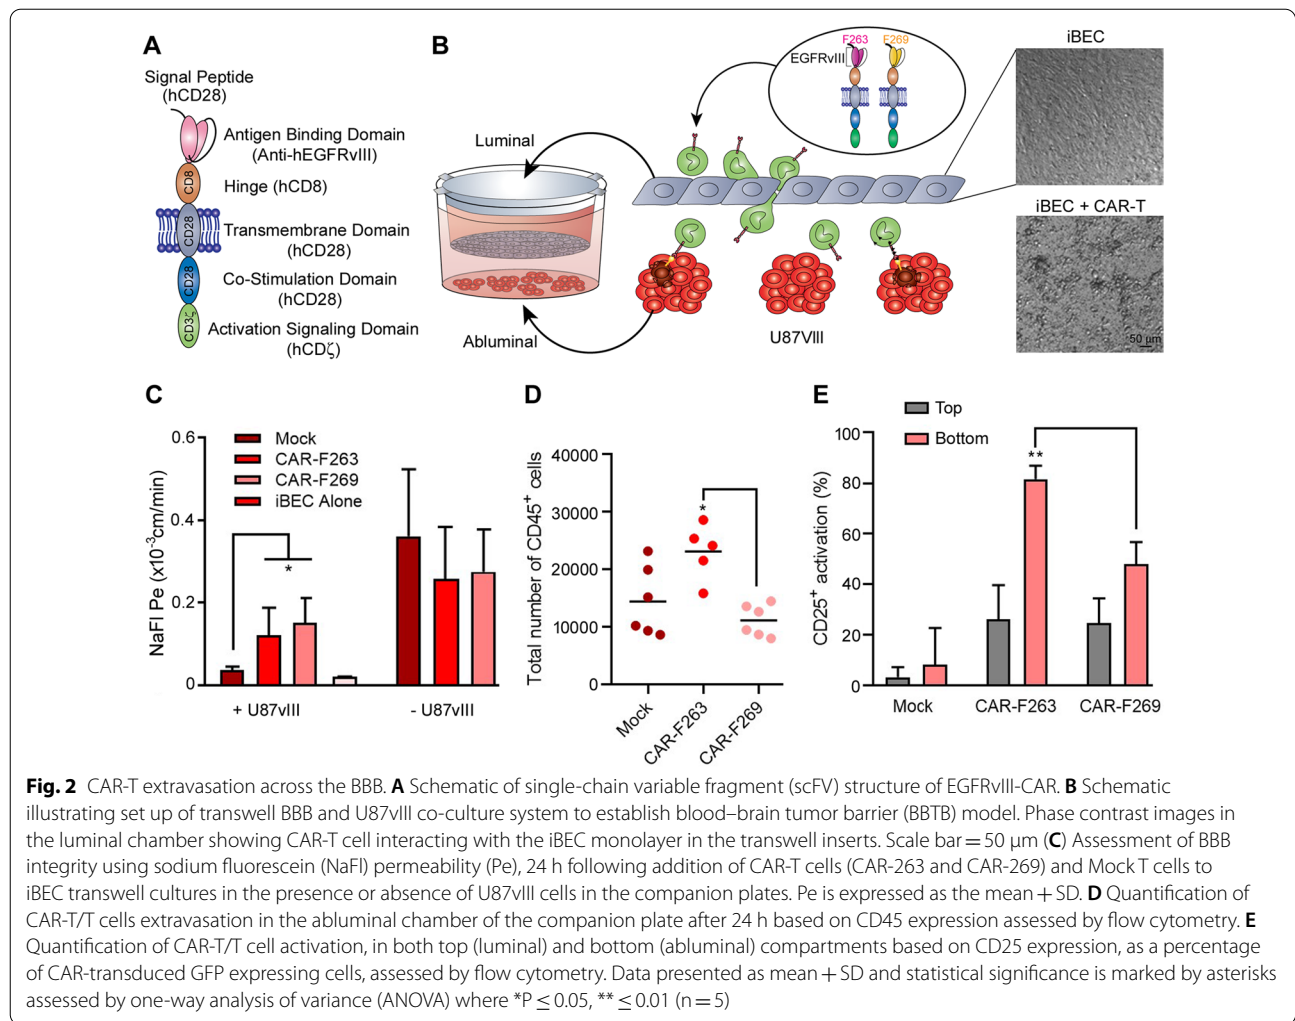 A
Signal Peptide
(hCD28)
Antigen Binding Domain
(Anti-hEGFRvIII)
CD8
Hinge (hCD8)
CD28
Transmembrane Domain
(hCD28)
CD28
Co-Stimulation Domain
(hCD28)
CD3ζ
Activation Signaling Domain
(hCDζ)
B
Luminal
Abluminal
F263
F269
EGFRvIII
U87VIII
iBEC
iBEC + CAR-T
50 µm
C
NaFl Pe (x10-³cm/min)
0.6
0.4
0.2
0
Mock
CAR-F263
CAR-F269
iBEC Alone
*
+ U87vIII
- U87vIII
D
Total number of CD45⁺ cells
40000
30000
20000
10000
0
*
Mock
CAR-F263
CAR-F269
E
Top
Bottom
CD25⁺ activation (%)
100
80
60
40
20
0
**
Mock
CAR-F263
CAR-F269
Fig. 2 CAR-T extravasation across the BBB. A Schematic of single-chain variable fragment (scFV) structure of EGFRvIII-CAR. B Schematic
illustrating set up of transwell BBB and U87vIII co-culture system to establish blood–brain tumor barrier (BBTB) model. Phase contrast images in
the luminal chamber showing CAR-T cell interacting with the iBEC monolayer in the transwell inserts. Scale bar = 50 µm (C) Assessment of BBB
integrity using sodium fluorescein (NaFl) permeability (Pe), 24 h following addition of CAR-T cells (CAR-263 and CAR-269) and Mock T cells to
iBEC transwell cultures in the presence or absence of U87vIII cells in the companion plates. Pe is expressed as the mean + SD. D Quantification of
CAR-T/T cells extravasation in the abluminal chamber of the companion plate after 24 h based on CD45 expression assessed by flow cytometry. E
Quantification of CAR-T/T cell activation, in both top (luminal) and bottom (abluminal) compartments based on CD25 expression, as a percentage
of CAR-transduced GFP expressing cells, assessed by flow cytometry. Data presented as mean + SD and statistical significance is marked by asterisks
assessed by one-way analysis of variance (ANOVA) where *P ≤ 0.05, ** ≤ 0.01 (n = 5)